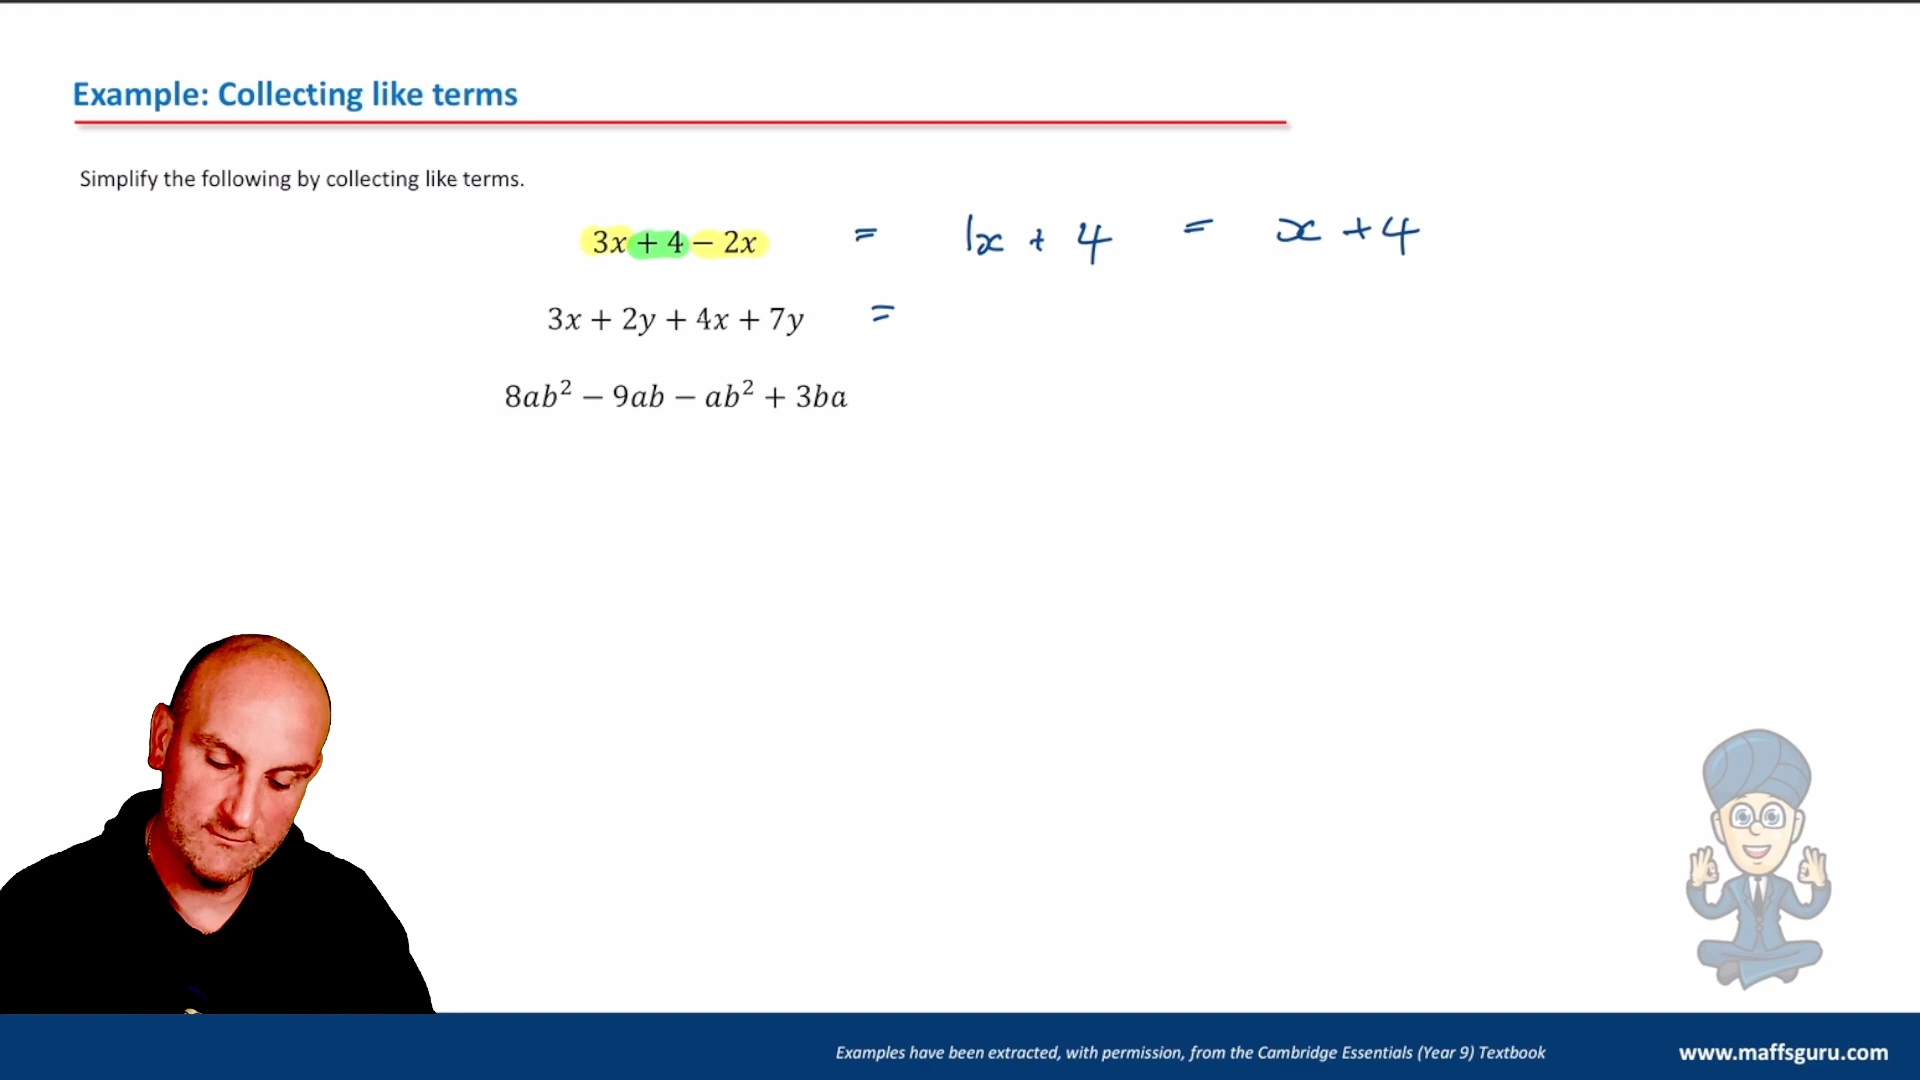 Example: Collecting like terms
Simplify the following by collecting like terms.
3x + 4 − 2x = 1x + 4 = x + 4
3x + 2y + 4x + 7y =
8ab² − 9ab − ab² + 3ba
Examples have been extracted, with permission, from the Cambridge Essentials (Year 9) Textbook
www.maffsguru.com